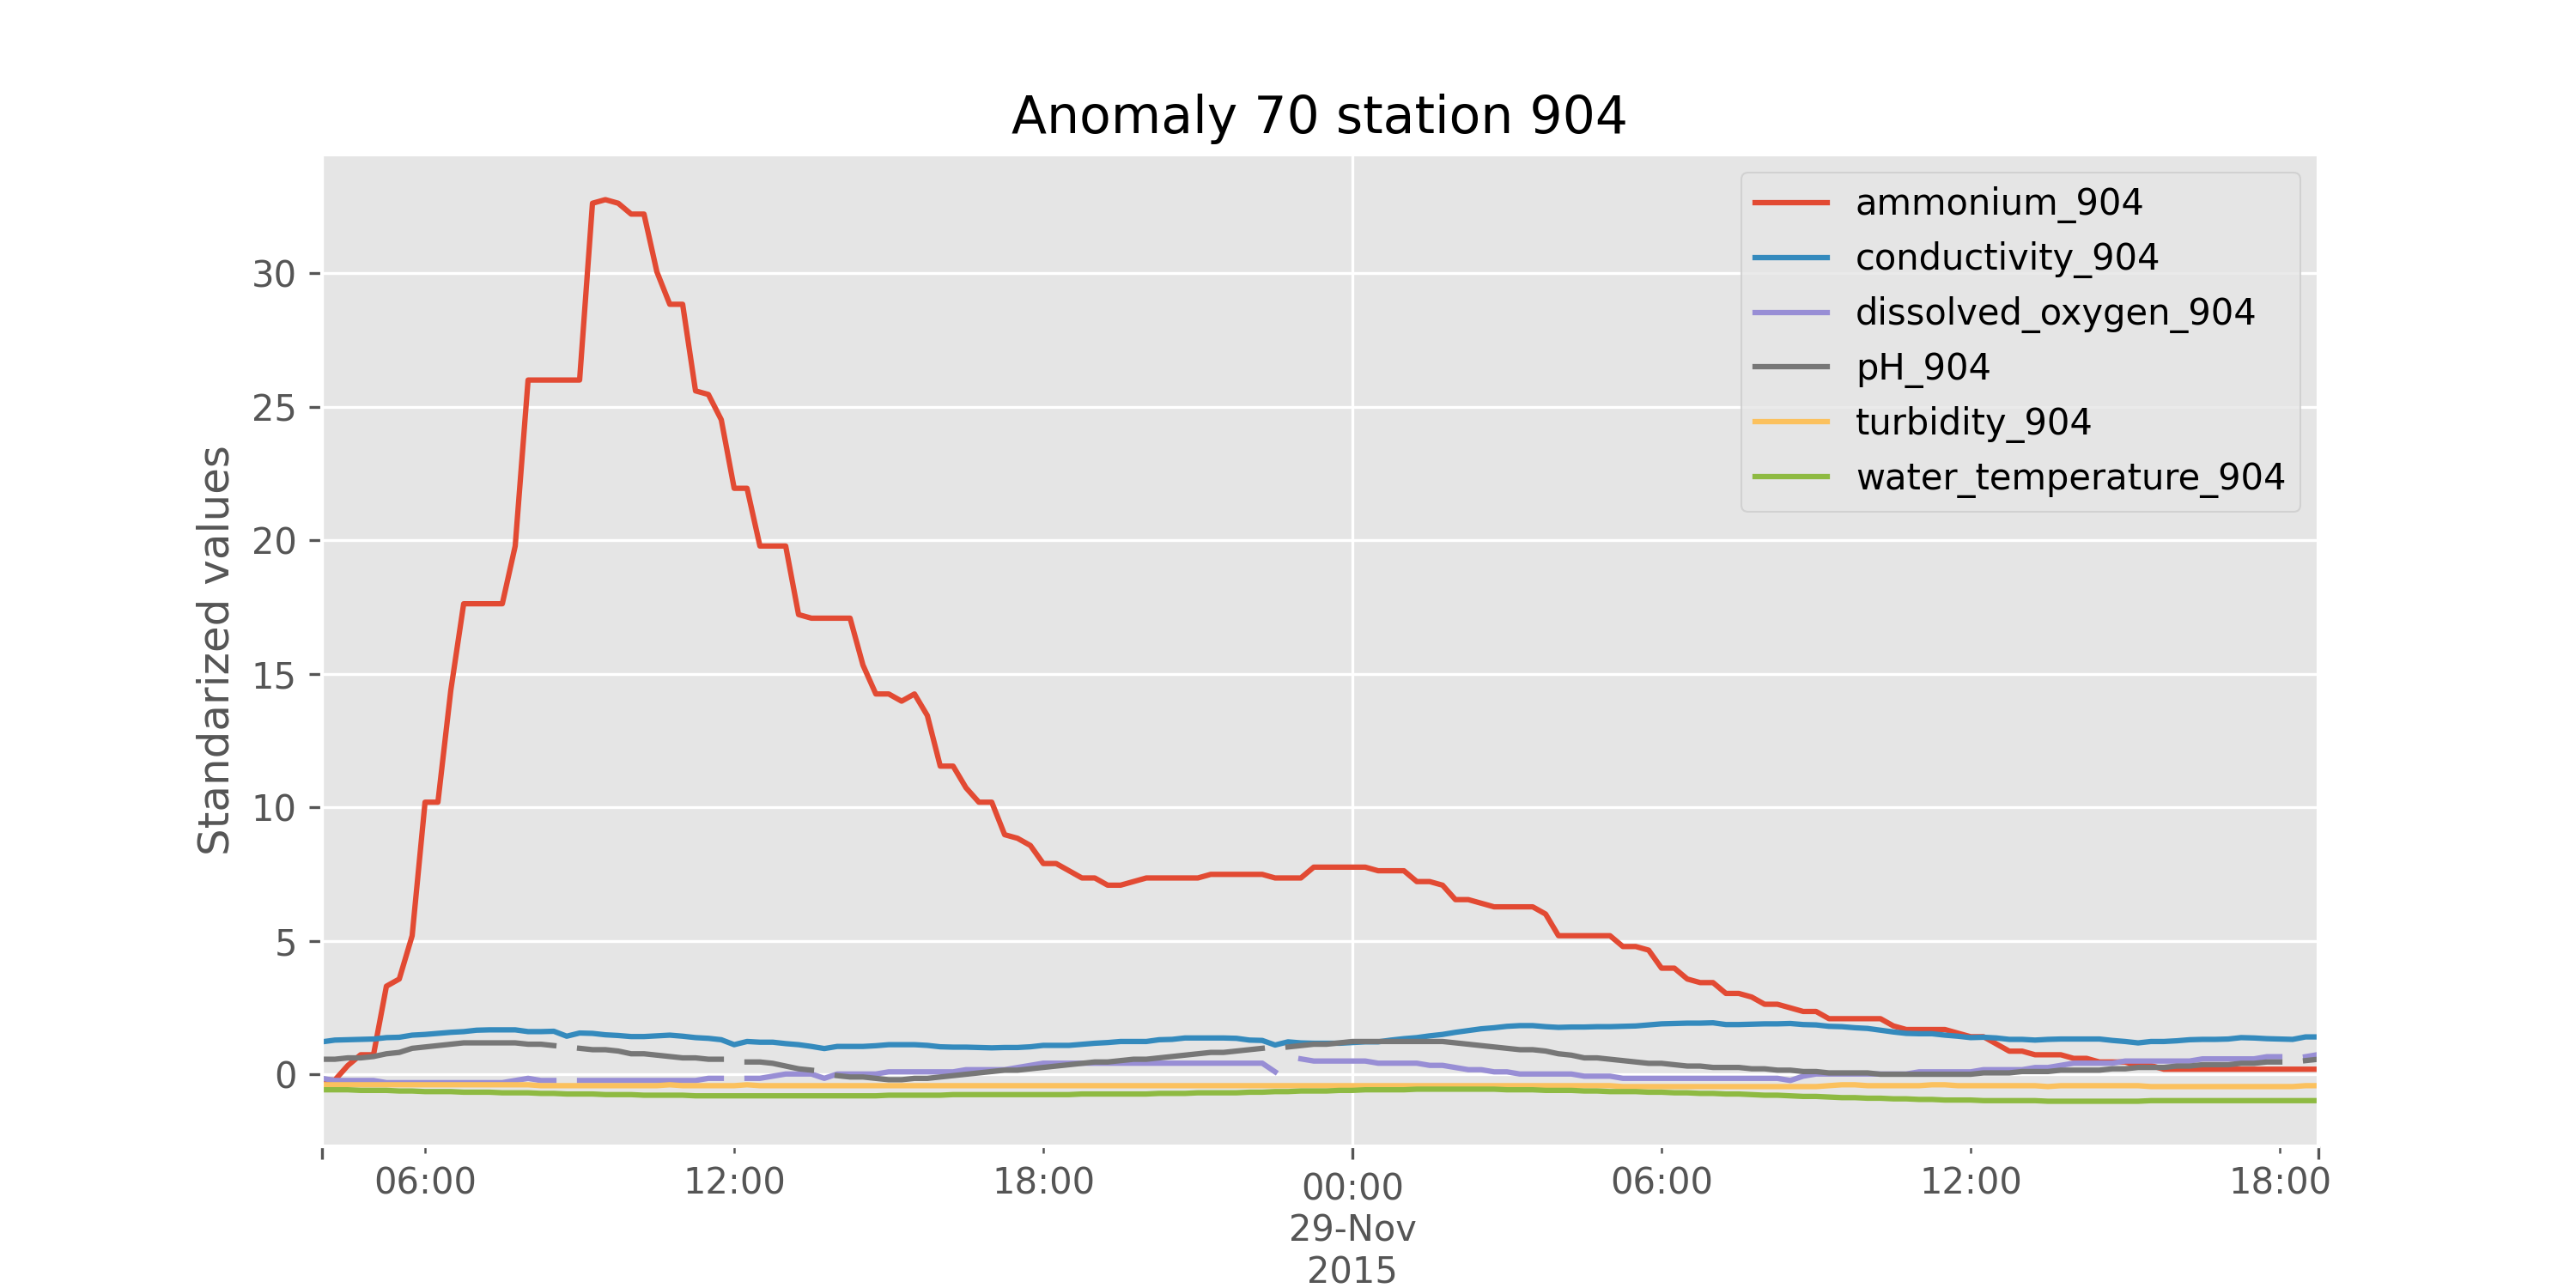 Anomaly 70 station 904
Standarized values
30
25
20
15
10
5
0
ammonium_904
conductivity_904
dissolved_oxygen_904
pH_904
turbidity_904
water_temperature_904
06:00
12:00
18:00
00:00
29-Nov
2015
06:00
12:00
18:00